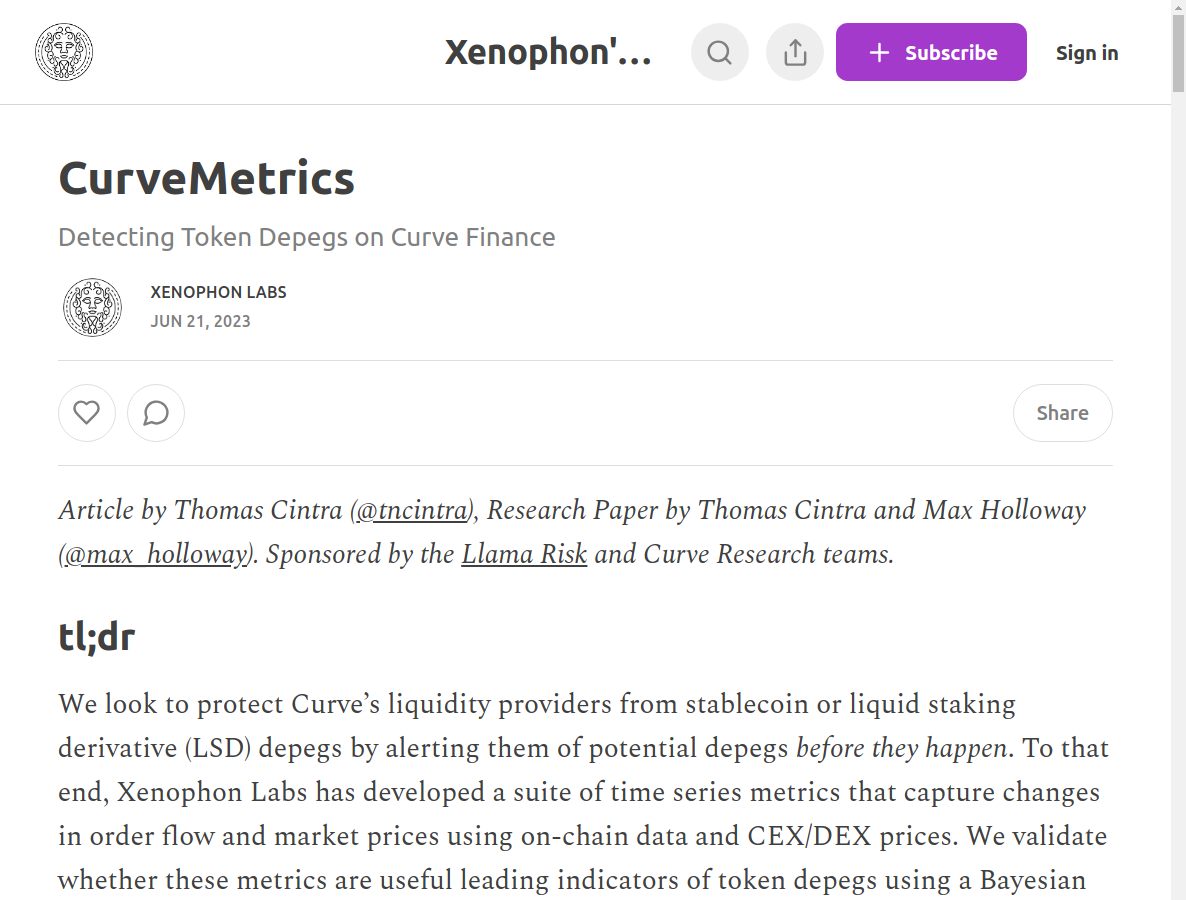 Xenophon'...
Subscribe
Sign in
CurveMetrics
Detecting Token Depegs on Curve Finance
XENOPHON LABS
JUN 21, 2023
Share
Article by Thomas Cintra (@tncintra), Research Paper by Thomas Cintra and Max Holloway
(@max_holloway). Sponsored by the Llama Risk and Curve Research teams.
tl;dr
We look to protect Curve’s liquidity providers from stablecoin or liquid staking
derivative (LSD) depegs by alerting them of potential depegs before they happen. To that
end, Xenophon Labs has developed a suite of time series metrics that capture changes
in order flow and market prices using on-chain data and CEX/DEX prices. We validate
whether these metrics are useful leading indicators of token depegs using a Bayesian